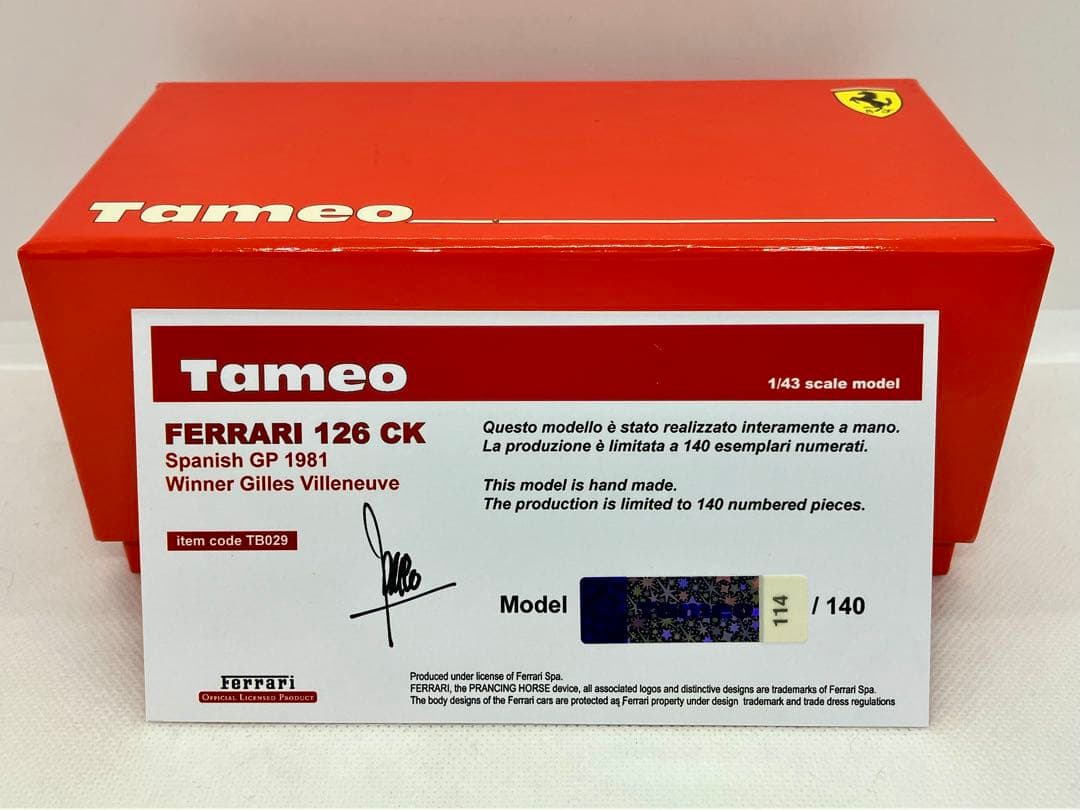 Tameo
Tameo
1/43 scale model
FERRARI 126 CK
Spanish GP 1981
Winner Gilles Villeneuve
item code TB029
Questo modello è stato realizzato interamente a mano.
La produzione è limitata a 140 esemplari numerati.
This model is hand made.
The production is limited to 140 numbered pieces.
Model
tameo
114
/ 140
Ferrari
OFFICIAL LICENSED PRODUCT
Produced under license of Ferrari Spa.
FERRARI, the PRANCING HORSE device, all associated logos and distinctive designs are trademarks of Ferrari Spa.
The body designs of the Ferrari cars are protected as Ferrari property under design trademark and trade dress regulations